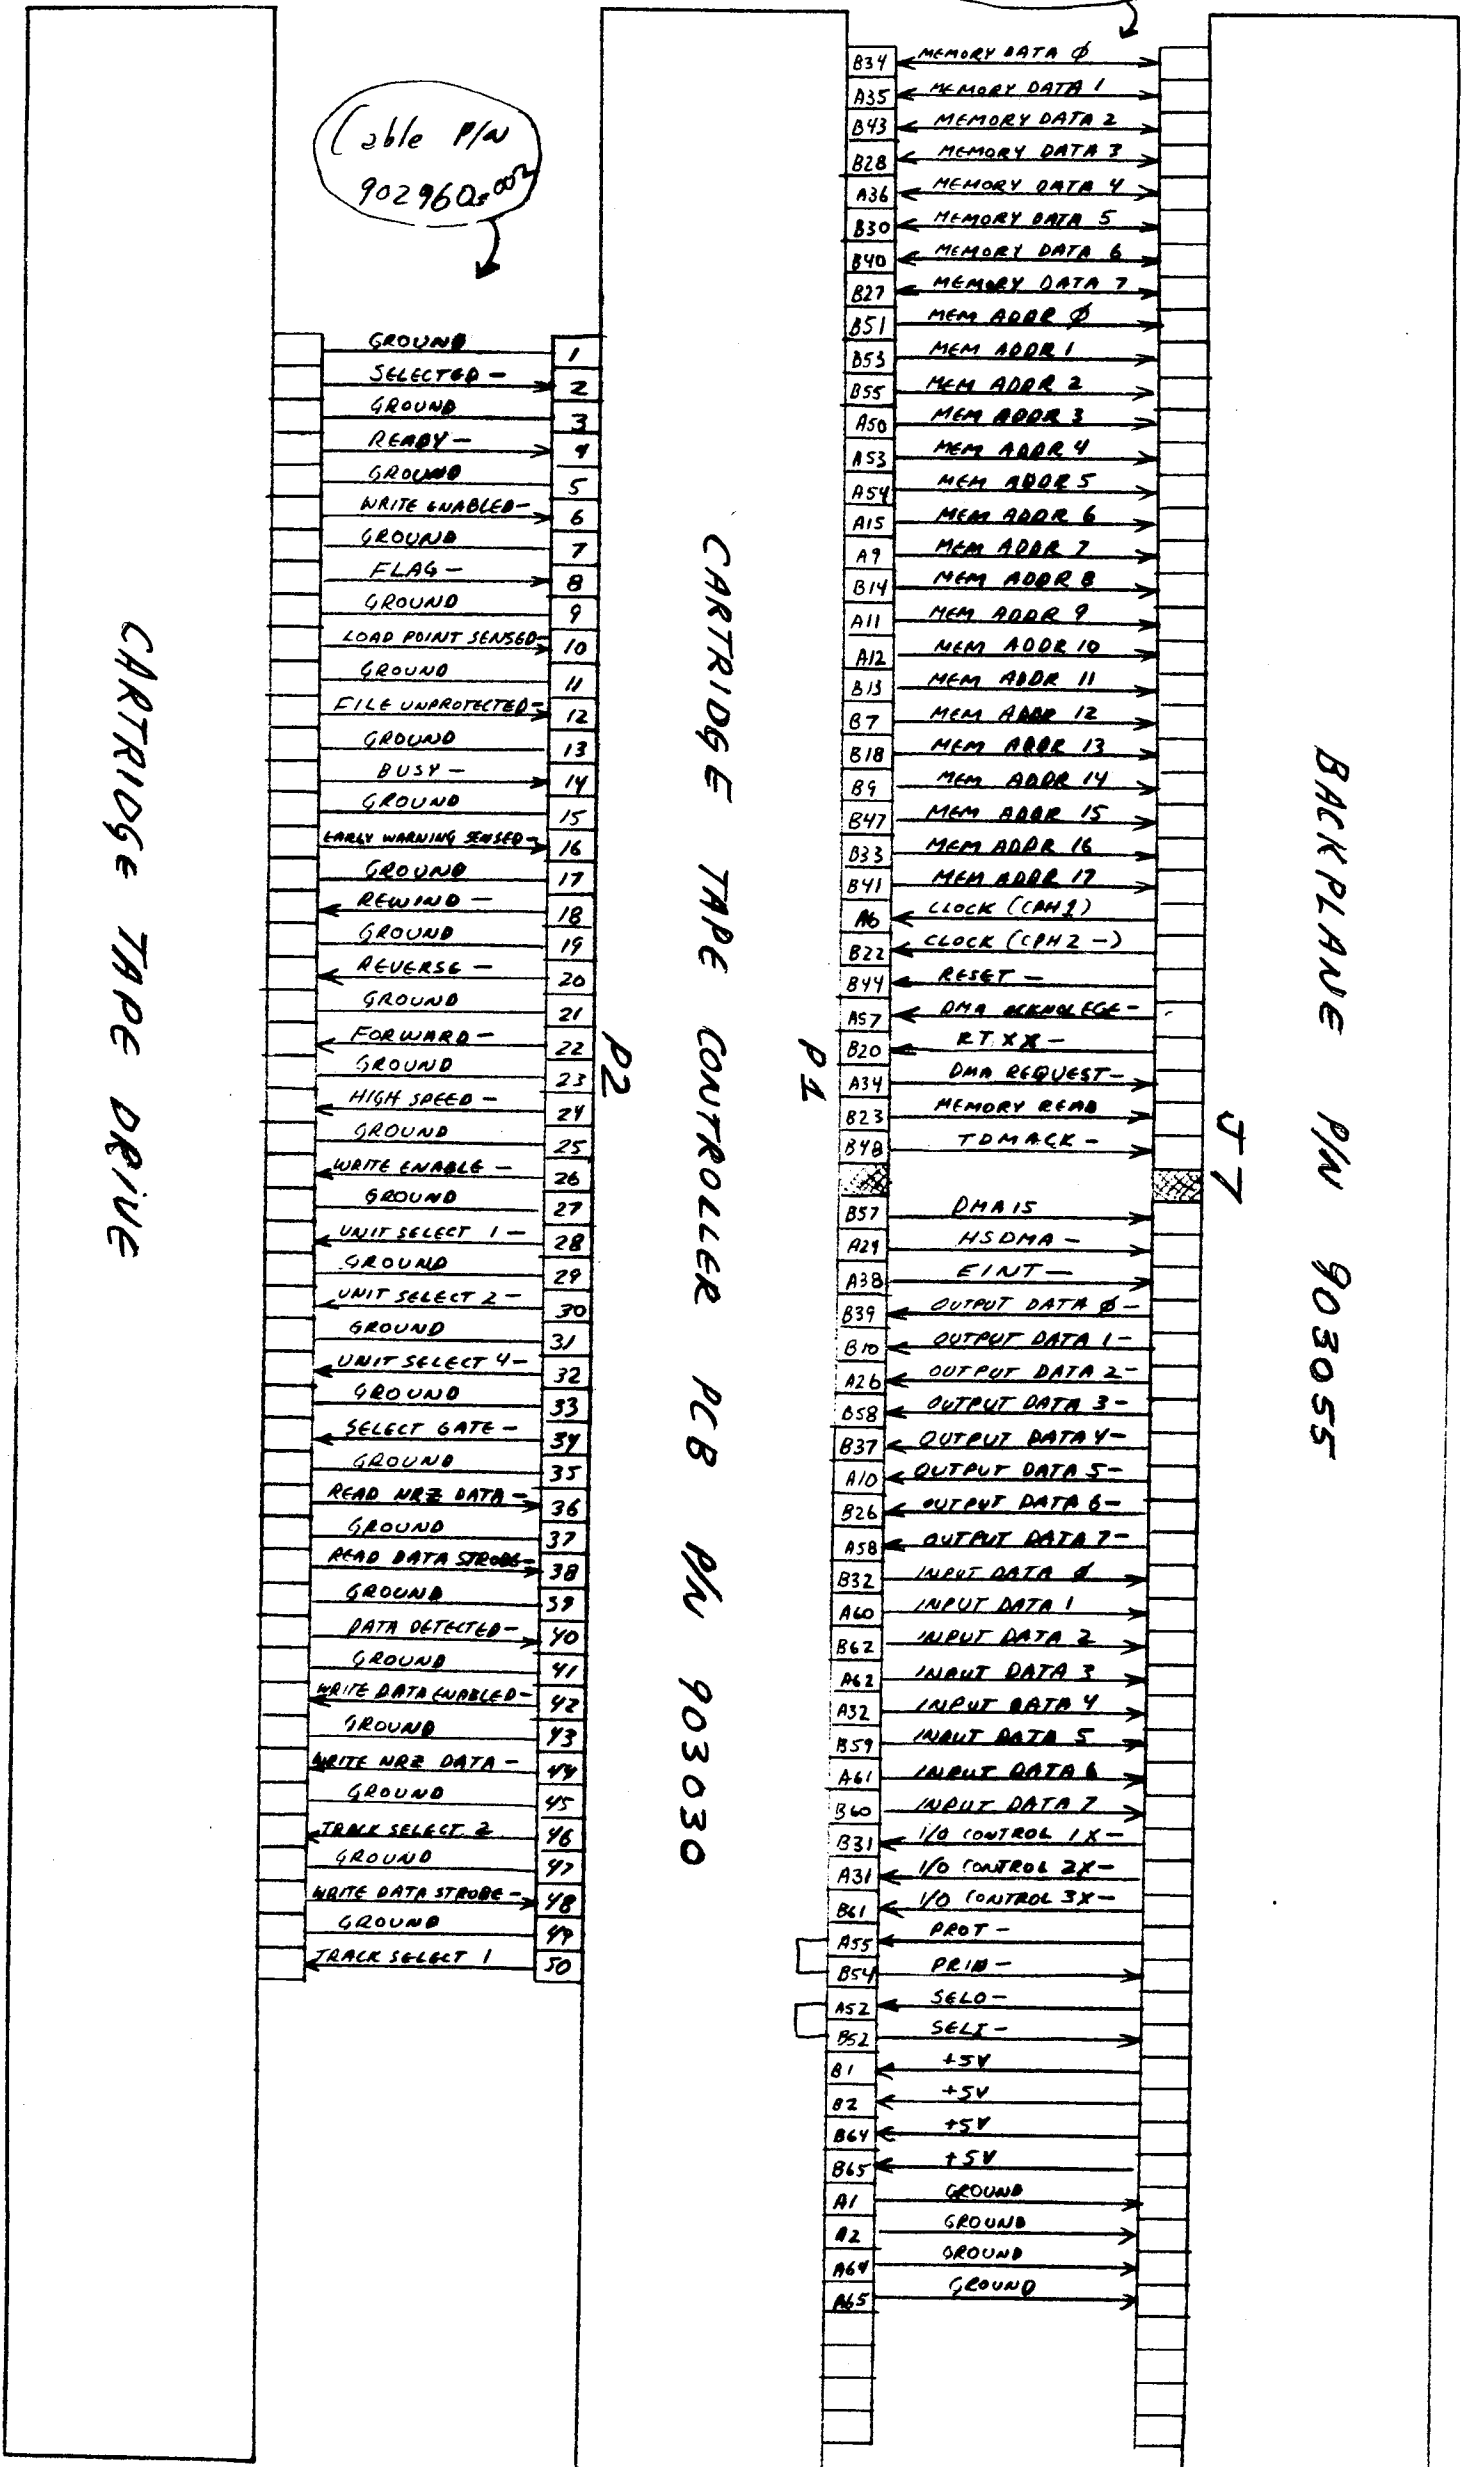 Cable P/N
902960-002
CARTRIDGE TAPE DRIVE
GROUND 1
SELECTED - 2
GROUND 3
READY - 4
GROUND 5
WRITE ENABLED- 6
GROUND 7
FLAG - 8
GROUND 9
LOAD POINT SENSED- 10
GROUND 11
FILE UNPROTECTED- 12
GROUND 13
BUSY - 14
GROUND 15
EARLY WARNING SENSED- 16
GROUND 17
REWIND - 18
GROUND 19
REVERSE - 20
GROUND 21
FORWARD - 22
GROUND 23
HIGH SPEED - 24
GROUND 25
WRITE ENABLE - 26
GROUND 27
UNIT SELECT 1 - 28
GROUND 29
UNIT SELECT 2 - 30
GROUND 31
UNIT SELECT 4 - 32
GROUND 33
SELECT GATE - 34
GROUND 35
READ NRZ DATA - 36
GROUND 37
READ DATA STROBE- 38
GROUND 39
DATA DETECTED- 40
GROUND 41
WRITE DATA ENABLED- 42
GROUND 43
WRITE NRZ DATA - 44
GROUND 45
TRACK SELECT 2 46
GROUND 47
WRITE DATA STROBE - 48
GROUND 49
TRACK SELECT 1 50
P2
CARTRIDGE TAPE CONTROLLER PCB P/N 903030
P1
B34 MEMORY DATA Ø
A35 MEMORY DATA 1
B43 MEMORY DATA 2
B28 MEMORY DATA 3
A36 MEMORY DATA 4
B30 MEMORY DATA 5
B40 MEMORY DATA 6
B27 MEMORY DATA 7
B51 MEM ADDR Ø
B53 MEM ADDR 1
B55 MEM ADDR 2
A50 MEM ADDR 3
A53 MEM ADDR 4
A54 MEM ADDR 5
A15 MEM ADDR 6
A9 MEM ADDR 7
B14 MEM ADDR 8
A11 MEM ADDR 9
A12 MEM ADDR 10
B13 MEM ADDR 11
B7 MEM ADDR 12
B18 MEM ADDR 13
B9 MEM ADDR 14
B47 MEM ADDR 15
B33 MEM ADDR 16
B41 MEM ADDR 17
A6 CLOCK (CPH1)
B22 CLOCK (CPH2 -)
B44 RESET -
A57 DMA ACKNOLEGE -
B20 RTXX -
A34 DMA REQUEST-
B23 MEMORY READ
B48 TDMACK -
B57 DMA15
A29 HSDMA -
A38 EINT -
B39 OUTPUT DATA Ø -
B10 OUTPUT DATA 1 -
A26 OUTPUT DATA 2 -
B58 OUTPUT DATA 3 -
B37 OUTPUT DATA 4 -
A10 OUTPUT DATA 5 -
B26 OUTPUT DATA 6 -
A58 OUTPUT DATA 7 -
B32 INPUT DATA Ø
A60 INPUT DATA 1
B62 INPUT DATA 2
A62 INPUT DATA 3
A32 INPUT DATA 4
B59 INPUT DATA 5
A61 INPUT DATA 6
B60 INPUT DATA 7
B31 I/O CONTROL 1X-
A31 I/O CONTROL 2X-
B61 I/O CONTROL 3X-
A55 PROT -
B54 PRIN -
A52 SELO -
B52 SELI -
B1 +5V
B2 +5V
B64 +5V
B65 +5V
A1 GROUND
A2 GROUND
A64 GROUND
A65 GROUND
J7
BACKPLANE P/N 903055